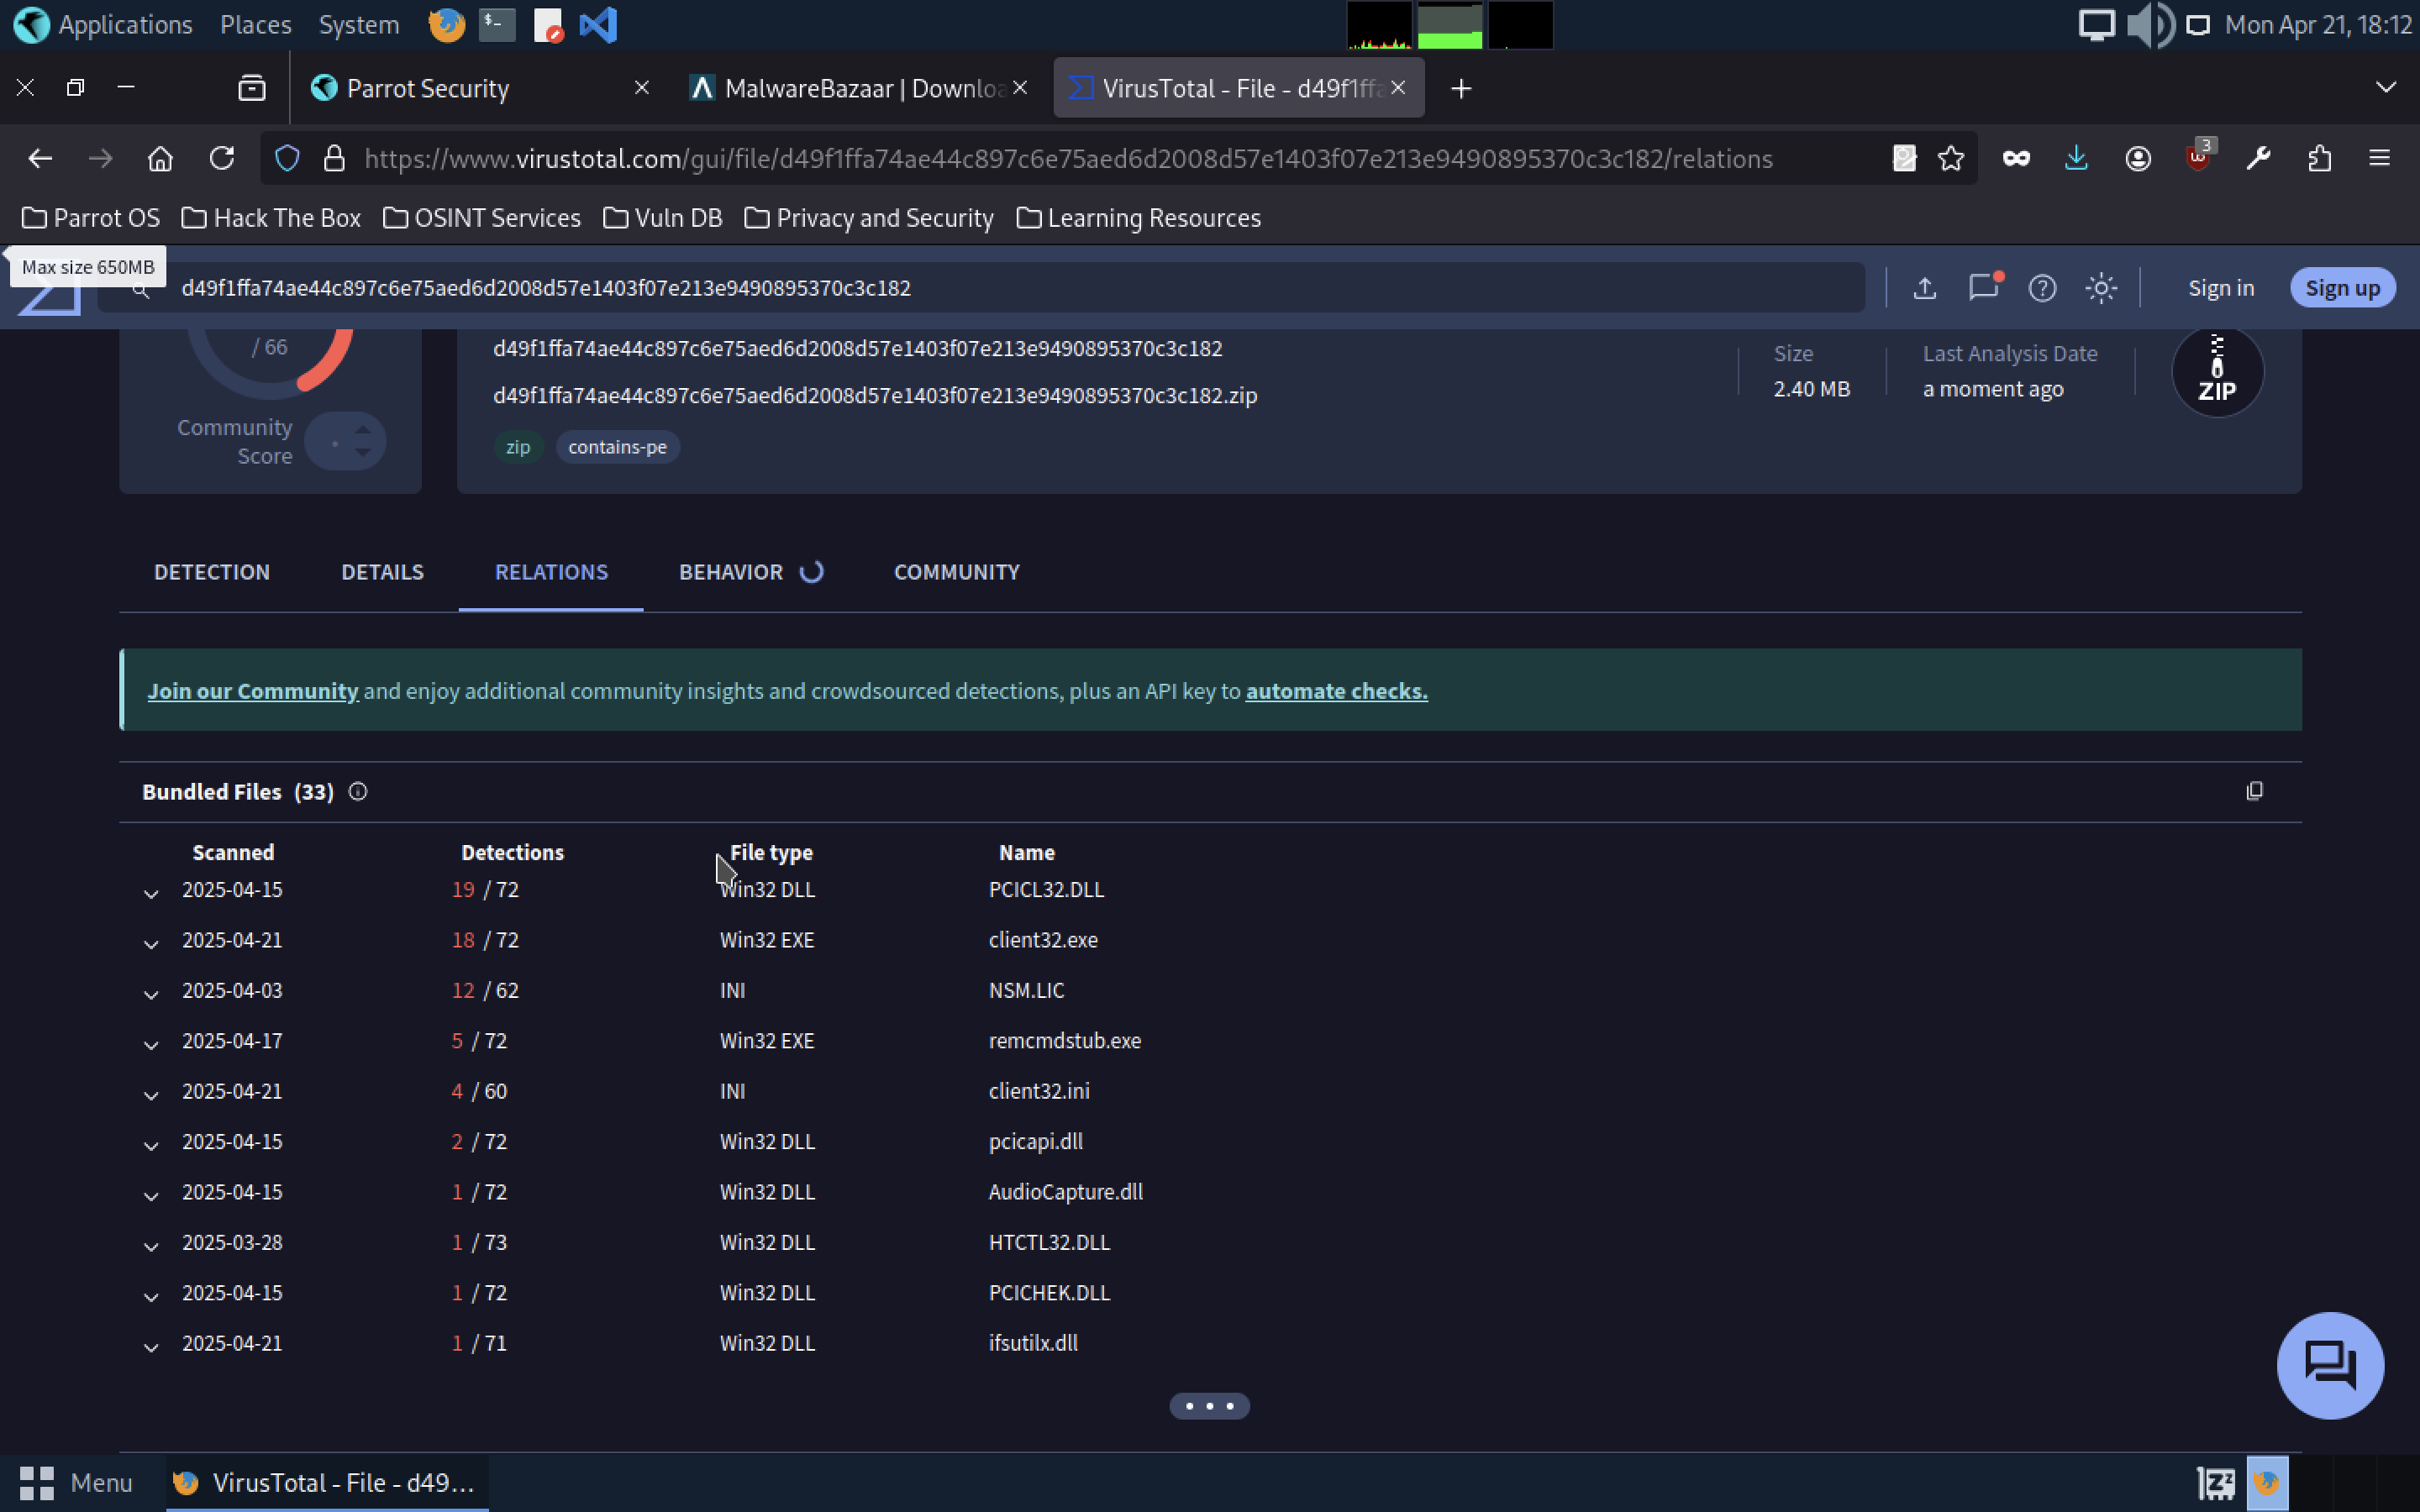 Applications Places System Mon Apr 21, 18:12
Parrot Security MalwareBazaar | Downloa VirusTotal - File - d49f1ffa
https://www.virustotal.com/gui/file/d49f1ffa74ae44c897c6e75aed6d2008d57e1403f07e213e9490895370c3c182/relations 3
Parrot OS Hack The Box OSINT Services Vuln DB Privacy and Security Learning Resources
Max size 650MB
d49f1ffa74ae44c897c6e75aed6d2008d57e1403f07e213e9490895370c3c182 Sign in Sign up
/ 66
Community
Score
d49f1ffa74ae44c897c6e75aed6d2008d57e1403f07e213e9490895370c3c182
d49f1ffa74ae44c897c6e75aed6d2008d57e1403f07e213e9490895370c3c182.zip
zip contains-pe
Size
2.40 MB
Last Analysis Date
a moment ago
ZIP
DETECTION DETAILS RELATIONS BEHAVIOR COMMUNITY
Join our Community and enjoy additional community insights and crowdsourced detections, plus an API key to automate checks.
Bundled Files (33)
Scanned Detections File type Name
2025-04-15 19 / 72 Win32 DLL PCICL32.DLL
2025-04-21 18 / 72 Win32 EXE client32.exe
2025-04-03 12 / 62 INI NSM.LIC
2025-04-17 5 / 72 Win32 EXE remcmdstub.exe
2025-04-21 4 / 60 INI client32.ini
2025-04-15 2 / 72 Win32 DLL pcicapi.dll
2025-04-15 1 / 72 Win32 DLL AudioCapture.dll
2025-03-28 1 / 73 Win32 DLL HTCTL32.DLL
2025-04-15 1 / 72 Win32 DLL PCICHEK.DLL
2025-04-21 1 / 71 Win32 DLL ifsutilx.dll
Menu VirusTotal - File - d49...